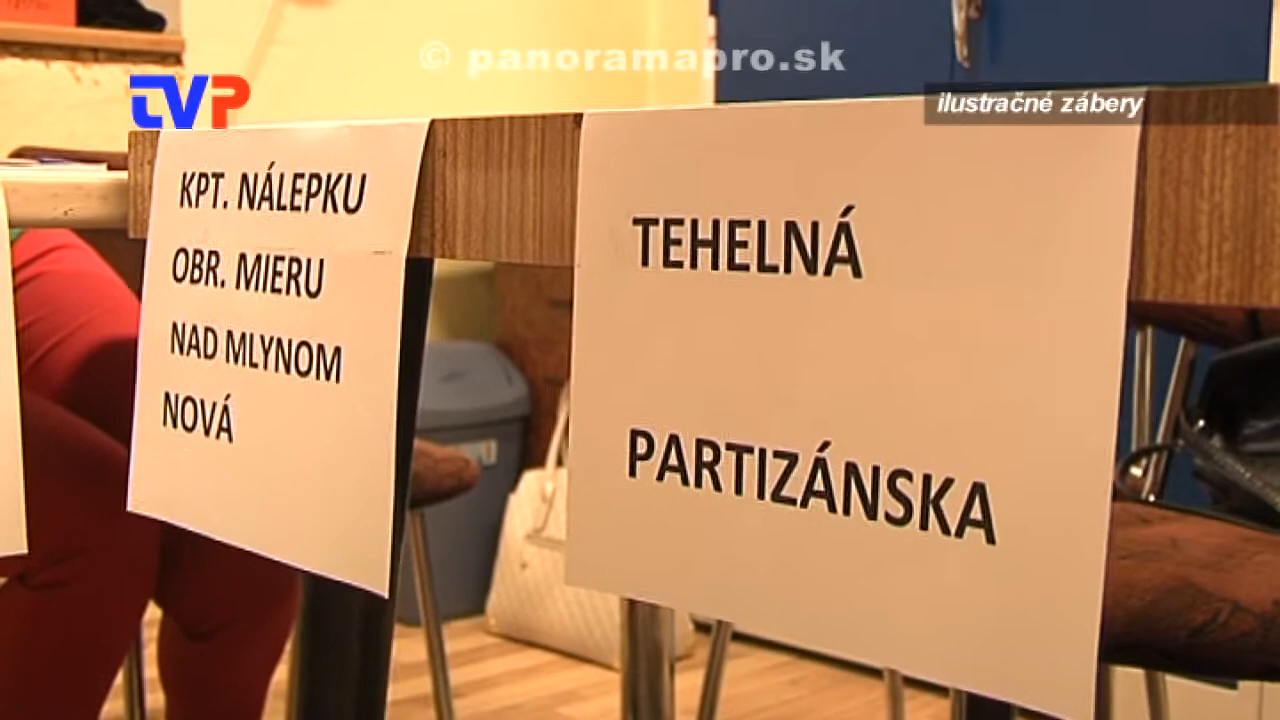 © panoramapro.sk
TVP
ilustračné zábery
KPT. NÁLEPKU
OBR. MIERU
NAD MLYNOM
NOVÁ
TEHELNÁ
PARTIZÁNSKA